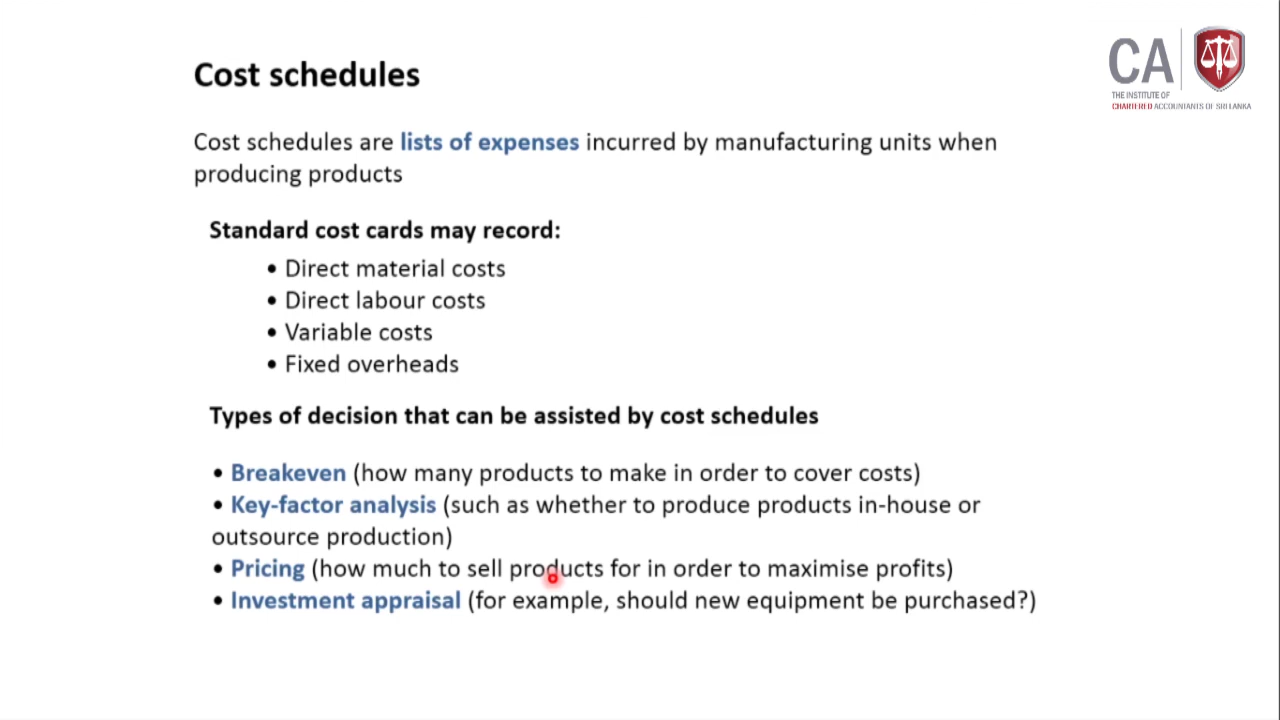 Cost schedules
CA
THE INSTITUTE OF
CHARTERED ACCOUNTANTS OF SRI LANKA
Cost schedules are lists of expenses incurred by manufacturing units when
producing products
Standard cost cards may record:
• Direct material costs
• Direct labour costs
• Variable costs
• Fixed overheads
Types of decision that can be assisted by cost schedules
• Breakeven (how many products to make in order to cover costs)
• Key-factor analysis (such as whether to produce products in-house or
outsource production)
• Pricing (how much to sell products for in order to maximise profits)
• Investment appraisal (for example, should new equipment be purchased?)